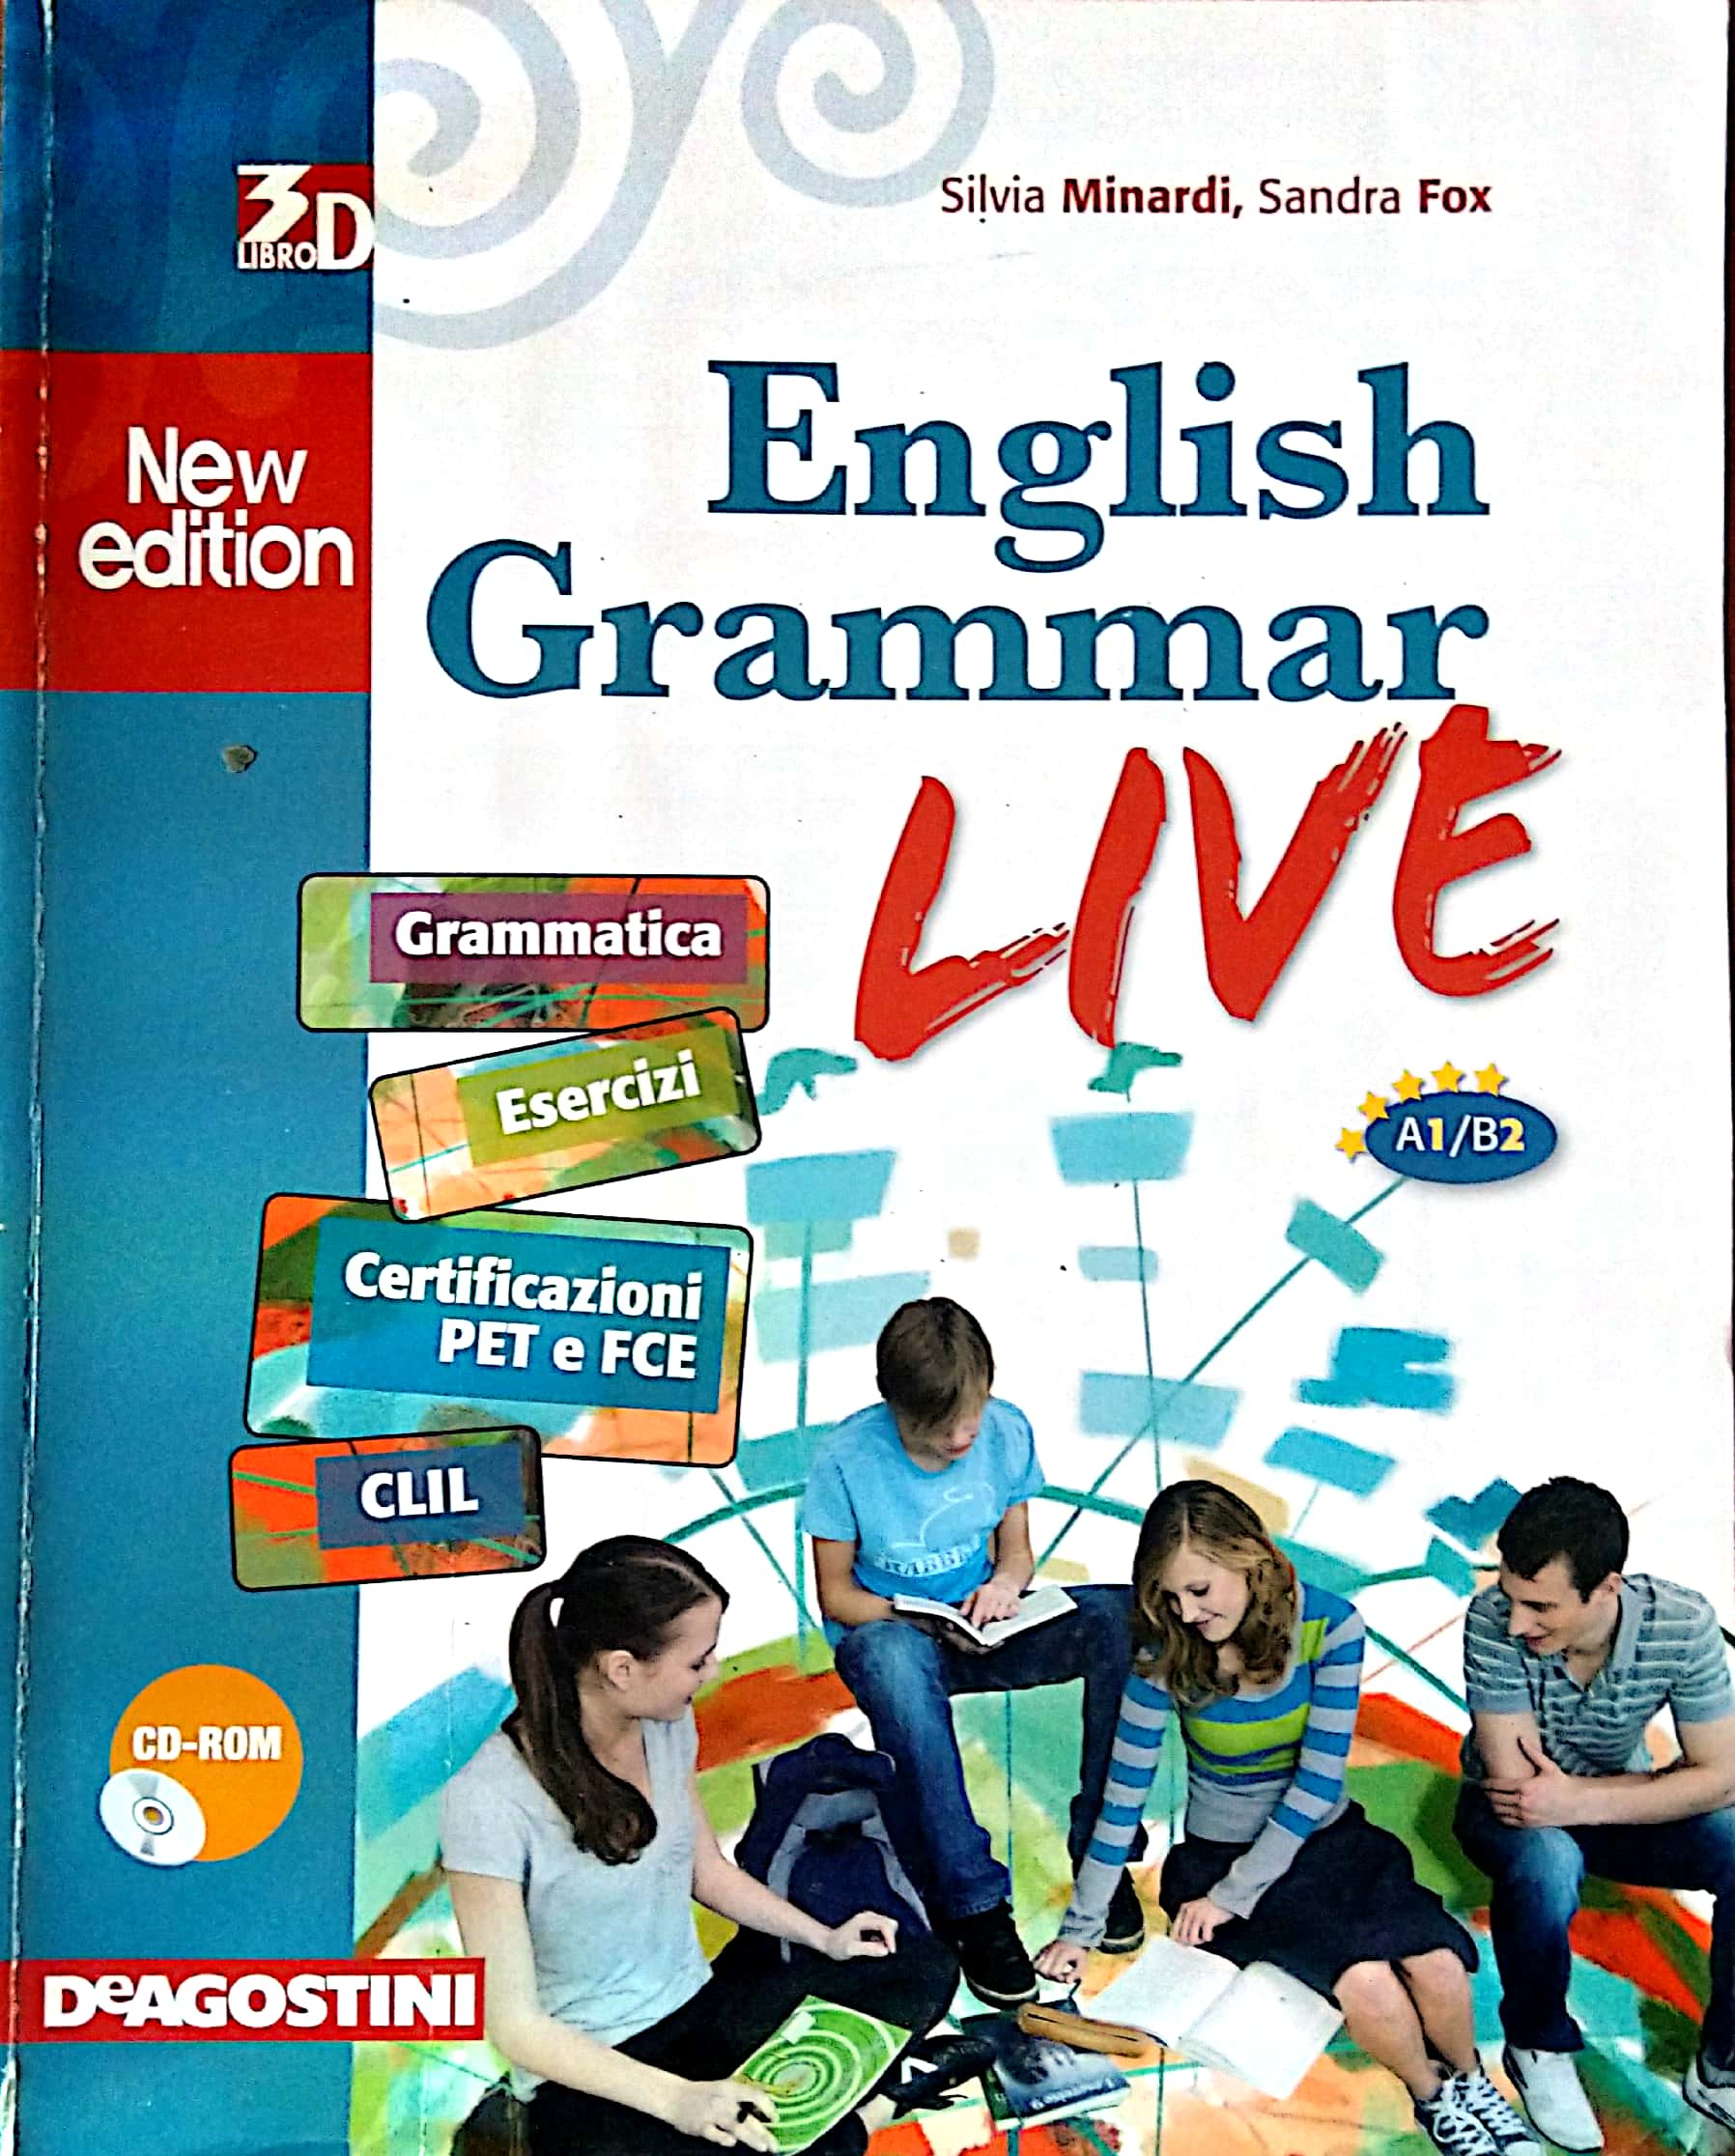 3D
LIBRO
Silvia Minardi, Sandra Fox
New
edition
English
Grammar
LIVE
Grammatica
Esercizi
A1/B2
Certificazioni
PET e FCE
CLIL
CD-ROM
DeAGOSTINI